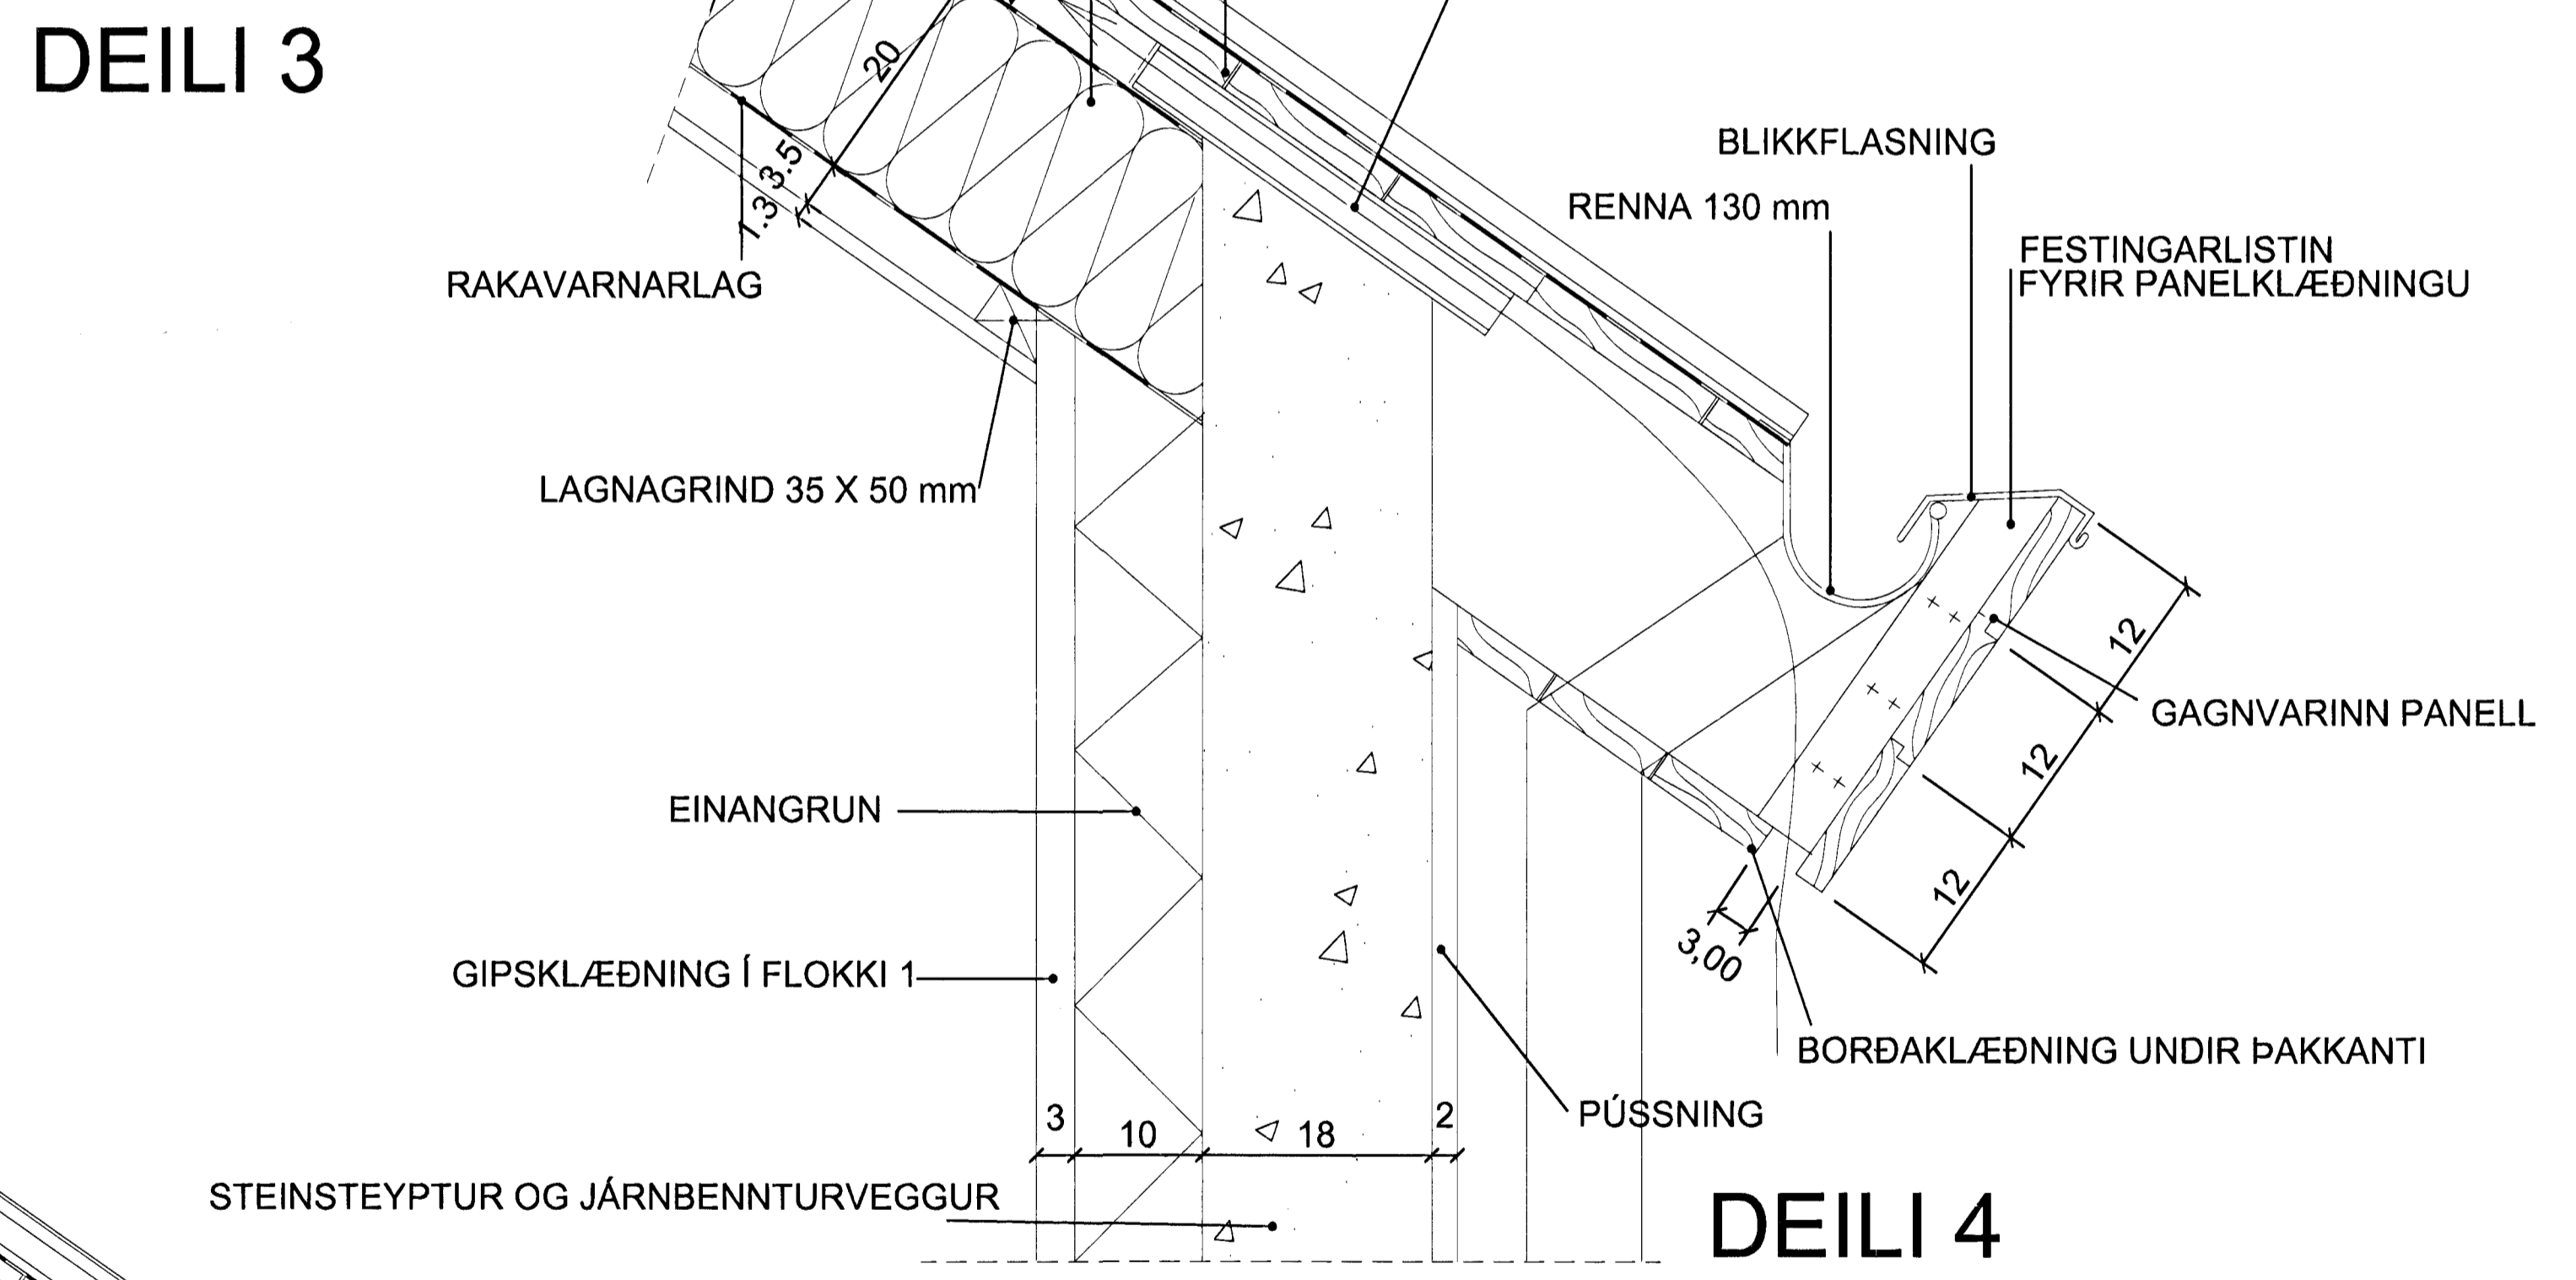 DEILI 3
20
3.5
1.3
BLIKKFLASNING
RENNA 130 mm
FESTINGARLISTIN
FYRIR PANELKLÆÐNINGU
RAKAVARNARLAG
LAGNAGRIND 35 X 50 mm
12
GAGNVARINN PANELL
12
EINANGRUN
12
3,00
GIPSKLÆÐNING Í FLOKKI 1
BORÐAKLÆÐNING UNDIR ÞAKKANTI
PÚSSNING
3
10
18
2
STEINSTEYPTUR OG JÁRNBENNTURVEGGUR
DEILI 4